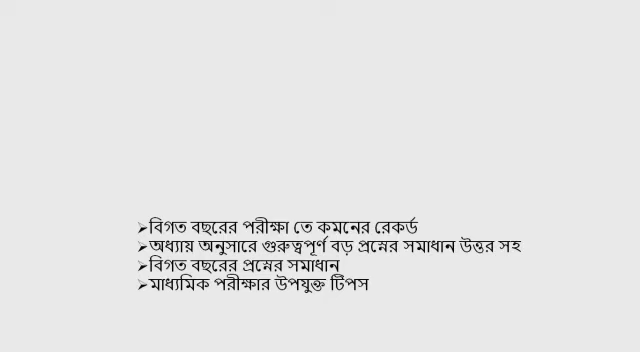 ➢বিগত বছরের পরীক্ষা তে কমনের রেকর্ড
➢অধ্যায় অনুসারে গুরুত্বপূর্ণ বড় প্রশ্নের সমাধান উত্তর সহ
➢বিগত বছরের প্রশ্নের সমাধান
➢মাধ্যমিক পরীক্ষার উপযুক্ত টিপস